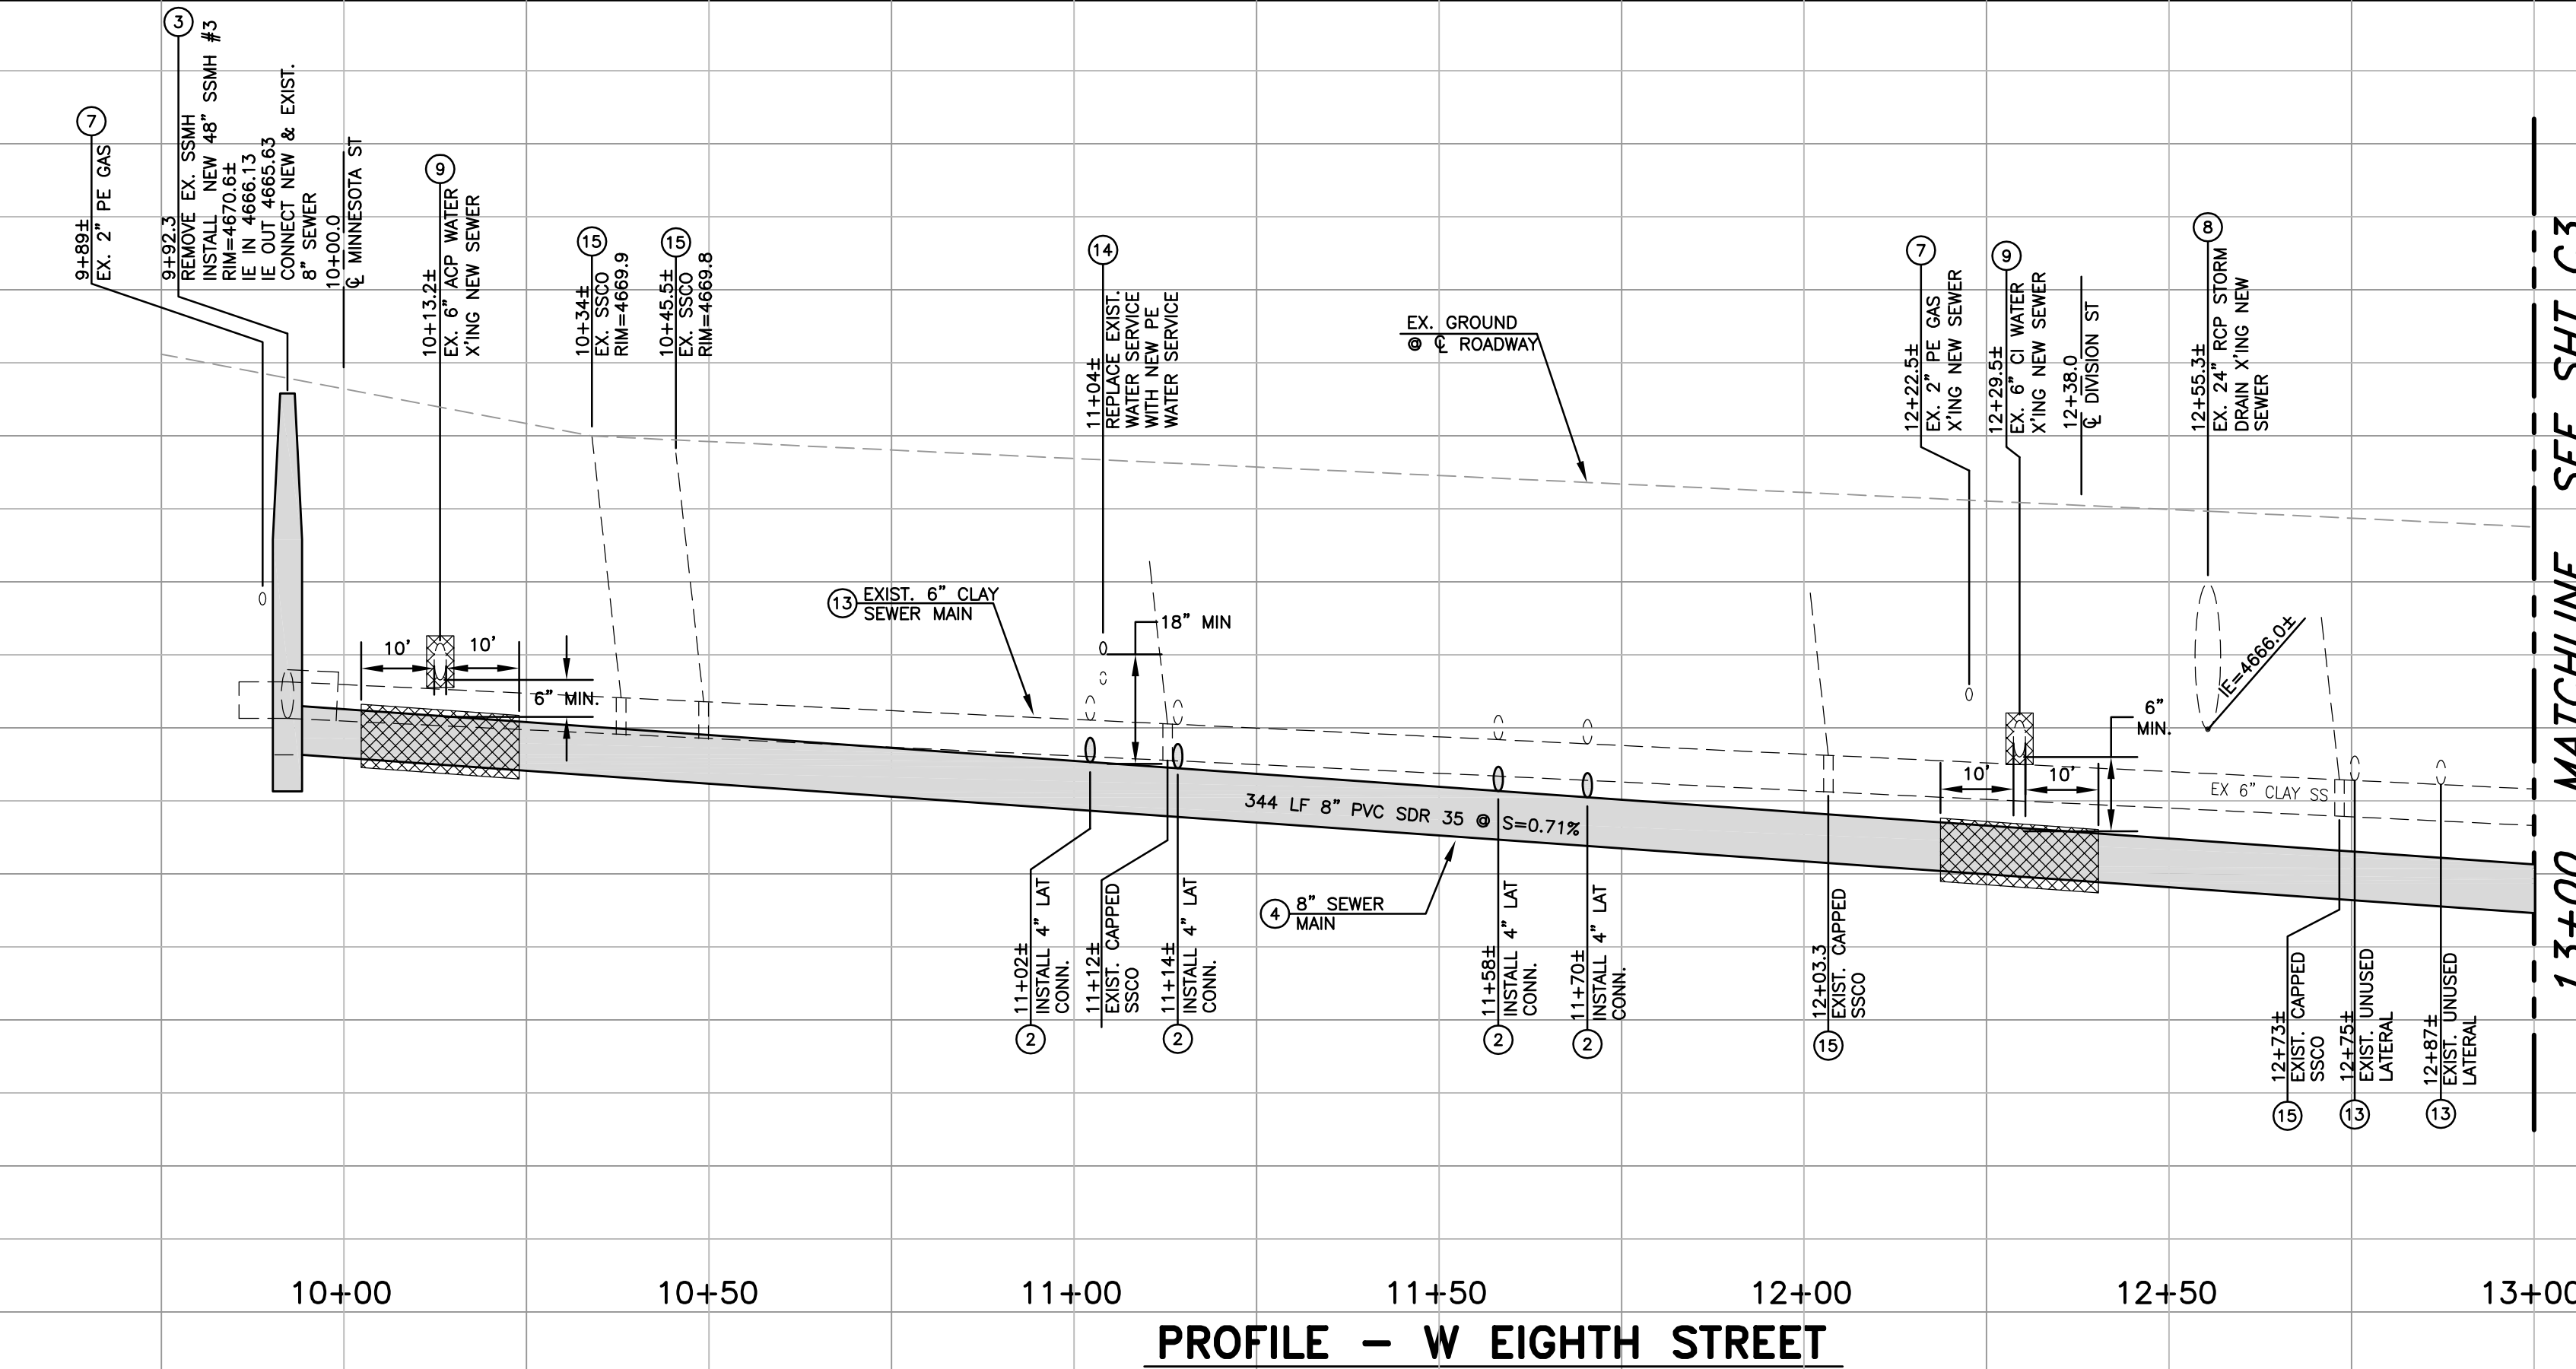 7
9+89±
EX. 2" PE GAS
3
9+92.3
REMOVE EX. SSMH
INSTALL NEW 48" SSMH #3
RIM=4670.6±
IE IN 4666.13
IE OUT 4665.63
CONNECT NEW & EXIST.
8" SEWER
10+00.0
℄ MINNESOTA ST
9
10+13.2±
EX. 6" ACP WATER
X'ING NEW SEWER
15
10+34±
EX. SSCO
RIM=4669.9
15
10+45.5±
EX. SSCO
RIM=4669.8
14
11+04±
REPLACE EXIST.
WATER SERVICE
WITH NEW PE
WATER SERVICE
EX. GROUND
@ ℄ ROADWAY
7
12+22.5±
EX. 2" PE GAS
X'ING NEW SEWER
9
12+29.5±
EX. 6" CI WATER
X'ING NEW SEWER
12+38.0
℄ DIVISION ST
8
12+55.3±
EX. 24" RCP STORM
DRAIN X'ING NEW
SEWER
13+00 MATCHLINE SEE SHT C3
10'
10'
6" MIN.
13
EXIST. 6" CLAY
SEWER MAIN
18" MIN
IE=4666.0±
6"
MIN.
10'
10'
EX 6" CLAY SS
344 LF 8" PVC SDR 35 @ S=0.71%
4
8" SEWER
MAIN
11+02±
INSTALL 4" LAT
CONN.
2
11+12±
EXIST. CAPPED
SSCO
11+14±
INSTALL 4" LAT
CONN.
2
11+58±
INSTALL 4" LAT
CONN.
2
11+70±
INSTALL 4" LAT
CONN.
2
12+03.3
EXIST. CAPPED
SSCO
15
12+73±
EXIST. CAPPED
SSCO
15
12+75±
EXIST. UNUSED
LATERAL
13
12+87±
EXIST. UNUSED
LATERAL
13
10+00
10+50
11+00
11+50
12+00
12+50
13+00
PROFILE - W EIGHTH STREET